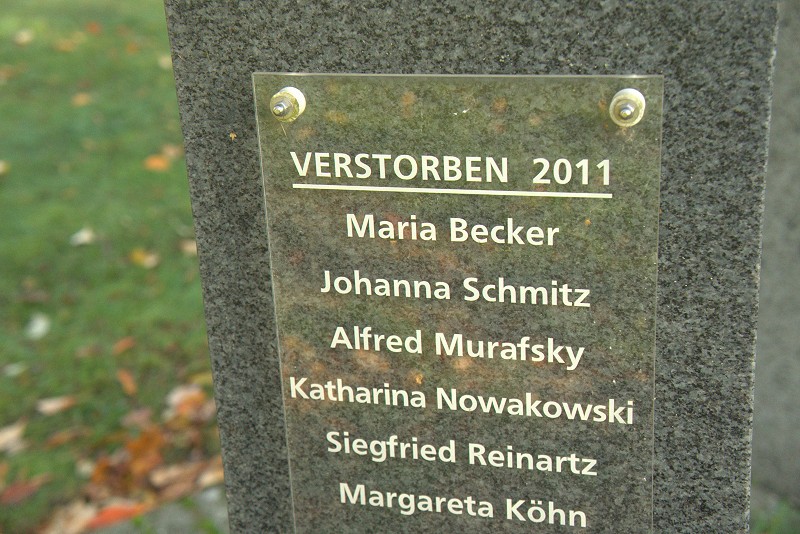 VERSTORBEN 2011
Maria Becker
Johanna Schmitz
Alfred Murafsky
Katharina Nowakowski
Siegfried Reinartz
Margareta Köhn